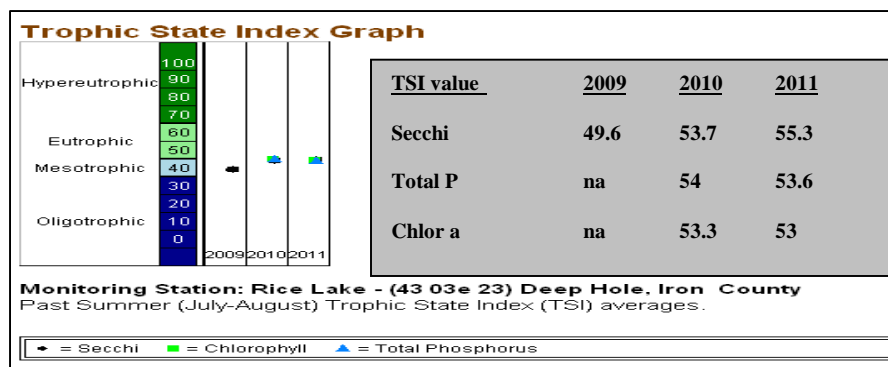 Trophic State Index Graph
Hypereutrophic
Eutrophic
Mesotrophic
Oligotrophic
100
90
80
70
60
50
40
30
20
10
0
2009 2010 2011
TSI value 2009 2010 2011
Secchi 49.6 53.7 55.3
Total P na 54 53.6
Chlor a na 53.3 53
Monitoring Station: Rice Lake - (43 03e 23) Deep Hole, Iron County
Past Summer (July-August) Trophic State Index (TSI) averages.
= Secchi = Chlorophyll = Total Phosphorus